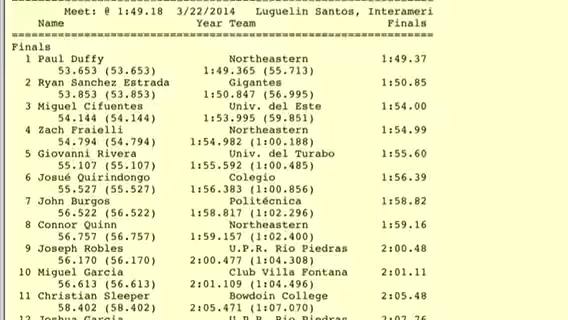 Meet: @ 1:49.18 3/22/2014 Luguelin Santos, Interameri
Name Year Team Finals
Finals
1 Paul Duffy Northeastern 1:49.37
53.653 (53.653) 1:49.365 (55.713)
2 Ryan Sanchez Estrada Gigantes 1:50.85
53.853 (53.853) 1:50.847 (56.995)
3 Miguel Cifuentes Univ. del Este 1:54.00
54.144 (54.144) 1:53.995 (59.851)
4 Zach Fraielli Northeastern 1:54.99
54.794 (54.794) 1:54.982 (1:00.188)
5 Giovanni Rivera Univ. du Turabo 1:55.60
55.107 (55.107) 1:55.592 (1:00.485)
6 Josué Quirindongo Colegio 1:56.39
55.527 (55.527) 1:56.383 (1:00.856)
7 John Burgos Politécnica 1:58.82
56.522 (56.522) 1:58.817 (1:02.296)
8 Connor Quinn Northeastern 1:59.16
56.757 (56.757) 1:59.157 (1:02.400)
9 Joseph Robles U.P.R. Rio Piedras 2:00.48
56.170 (56.170) 2:00.477 (1:04.308)
10 Miguel Garcia Club Villa Fontana 2:01.11
56.613 (56.613) 2:01.109 (1:04.496)
11 Christian Sleeper Bowdoin College 2:05.48
58.402 (58.402) 2:05.471 (1:07.070)
12 Joshua Garcia U.P.R. Rio Piedras 2:07.76